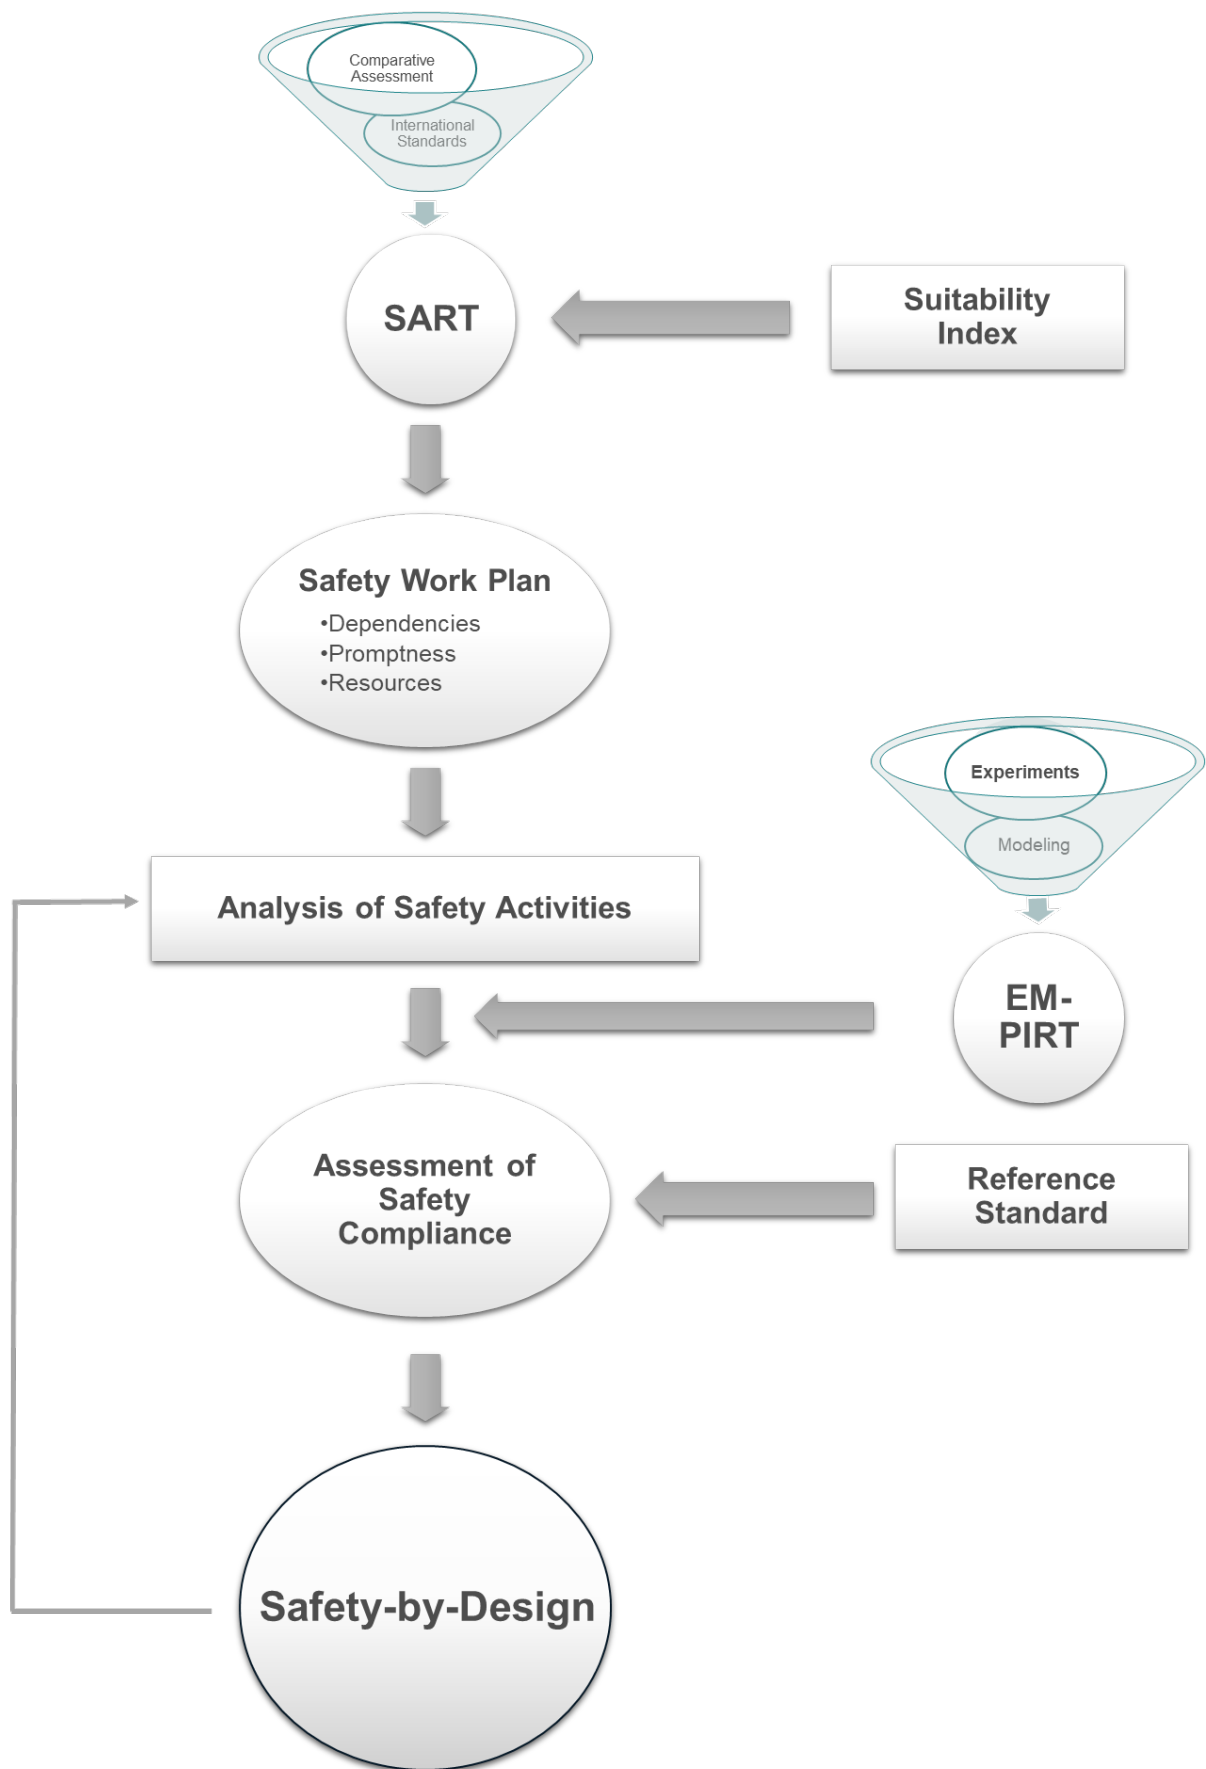 Comparative
Assessment
International
Standards
SART
Suitability
Index
Safety Work Plan
•Dependencies
•Promptness
•Resources
Experiments
Modeling
Analysis of Safety Activities
EM-
PIRT
Assessment of
Safety
Compliance
Reference
Standard
Safety-by-Design